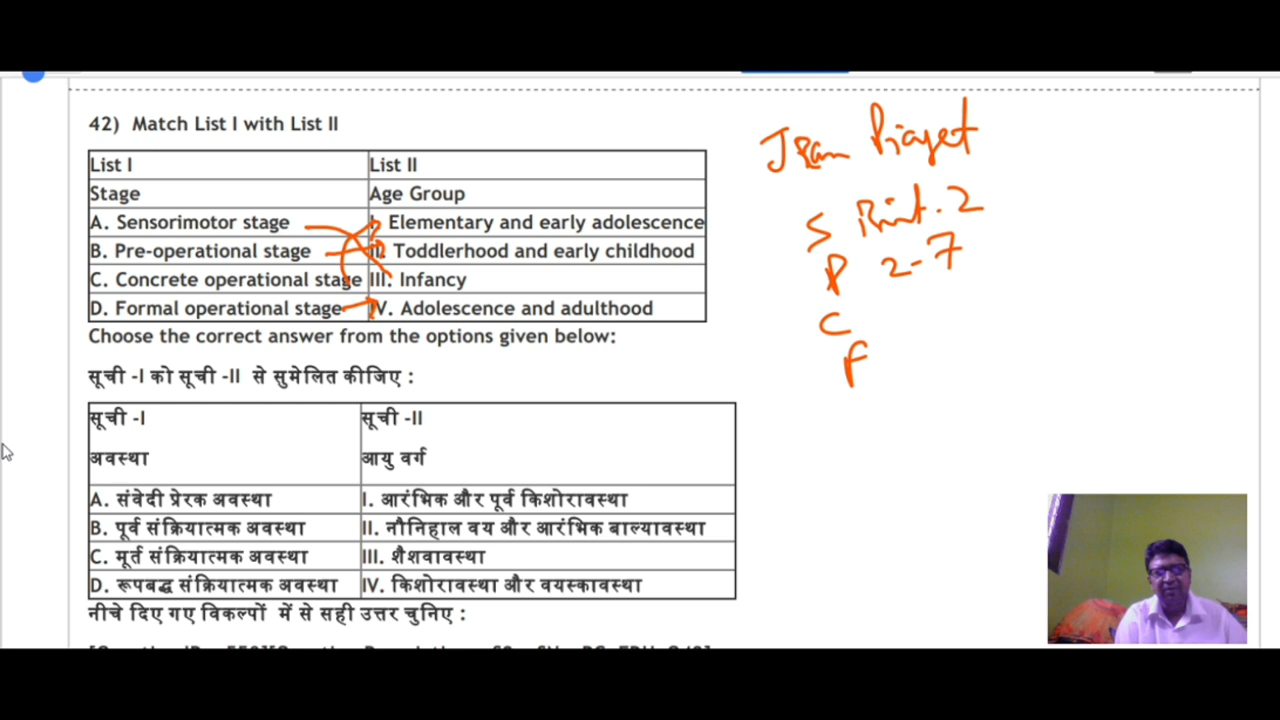 42) Match List I with List II
List I List II
Stage Age Group
A. Sensorimotor stage I. Elementary and early adolescence
B. Pre-operational stage II. Toddlerhood and early childhood
C. Concrete operational stage III. Infancy
D. Formal operational stage IV. Adolescence and adulthood
Choose the correct answer from the options given below:
सूची -I को सूची -II से सुमेलित कीजिए :
सूची -I सूची -II
अवस्था आयु वर्ग
A. संवेदी प्रेरक अवस्था I. आरंभिक और पूर्व किशोरावस्था
B. पूर्व संक्रियात्मक अवस्था II. नौनिहाल वय और आरंभिक बाल्यावस्था
C. मूर्त संक्रियात्मक अवस्था III. शैशवावस्था
D. रूपबद्ध संक्रियात्मक अवस्था IV. किशोरावस्था और वयस्कावस्था
नीचे दिए गए विकल्पों में से सही उत्तर चुनिए :
Jean Piaget
S 2
P 2-7
C
F